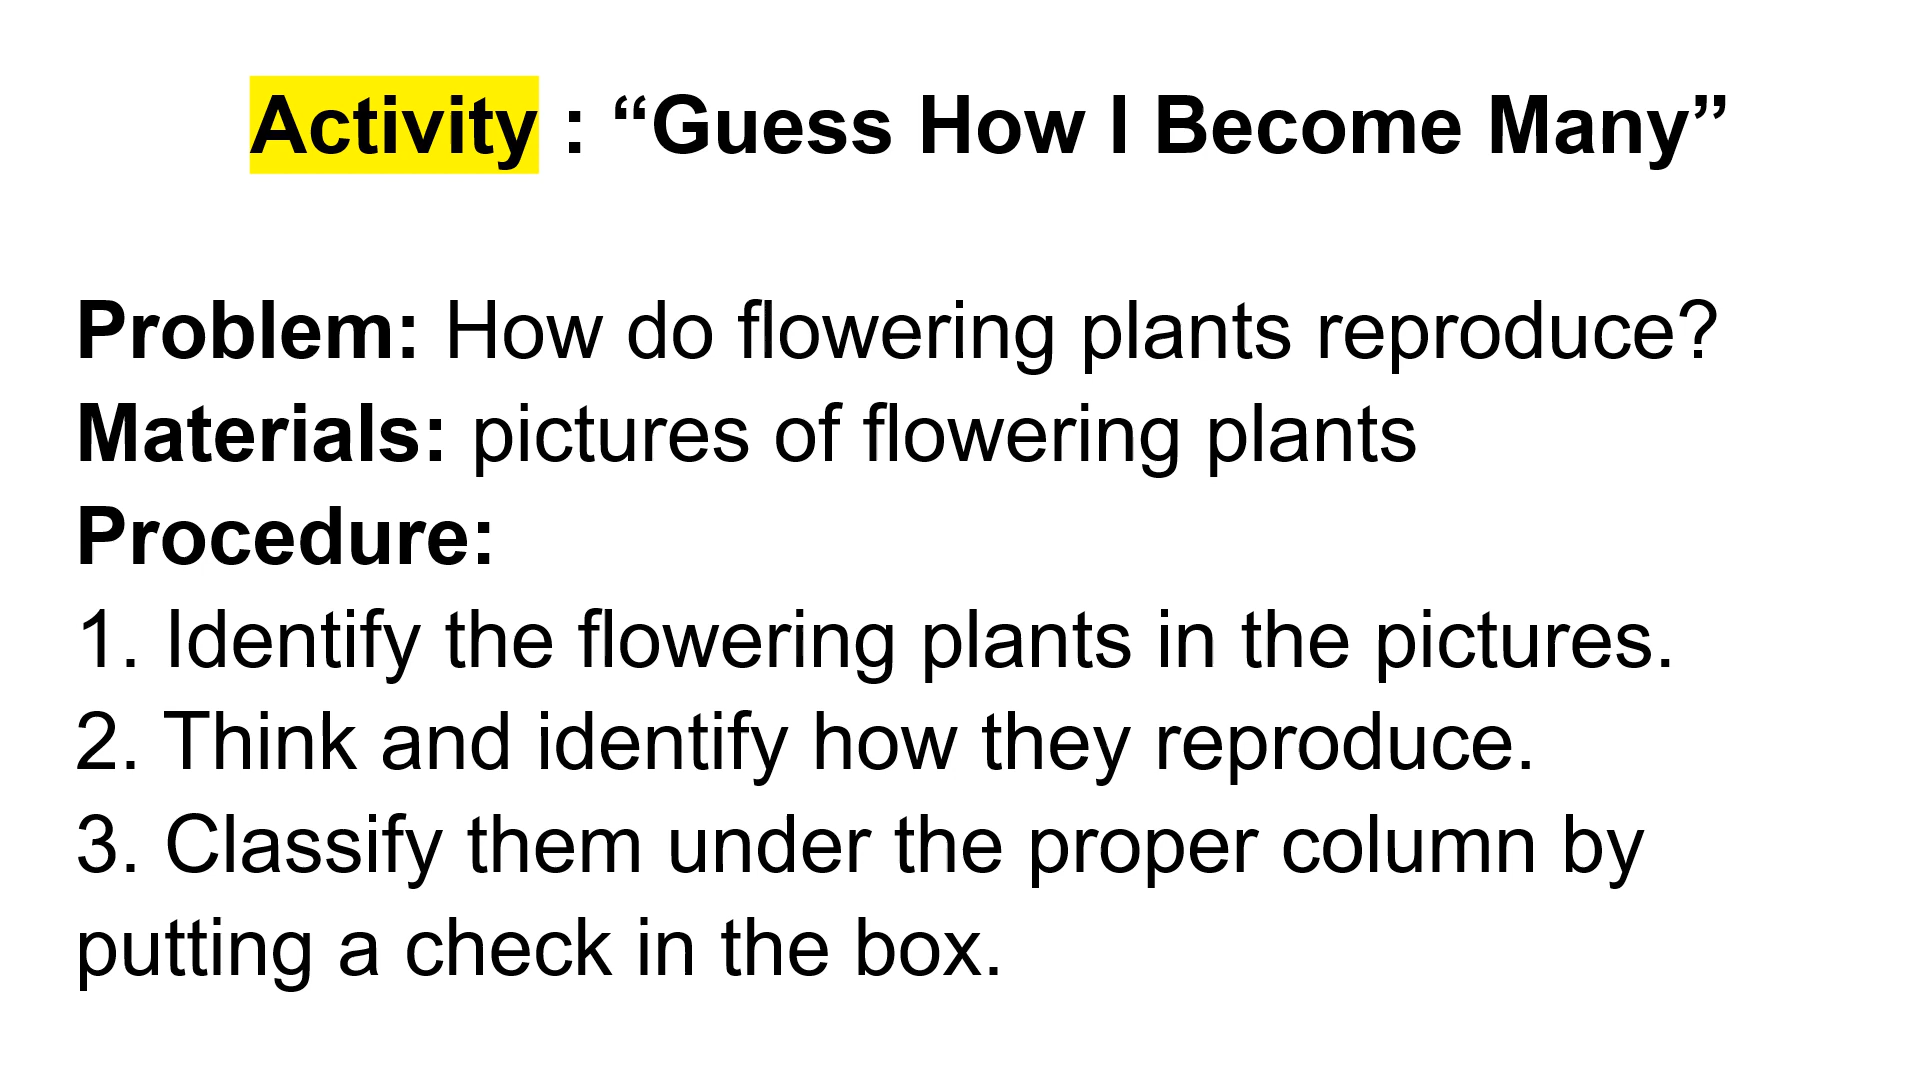 Activity : “Guess How I Become Many”
Problem: How do flowering plants reproduce?
Materials: pictures of flowering plants
Procedure:
1. Identify the flowering plants in the pictures.
2. Think and identify how they reproduce.
3. Classify them under the proper column by
putting a check in the box.